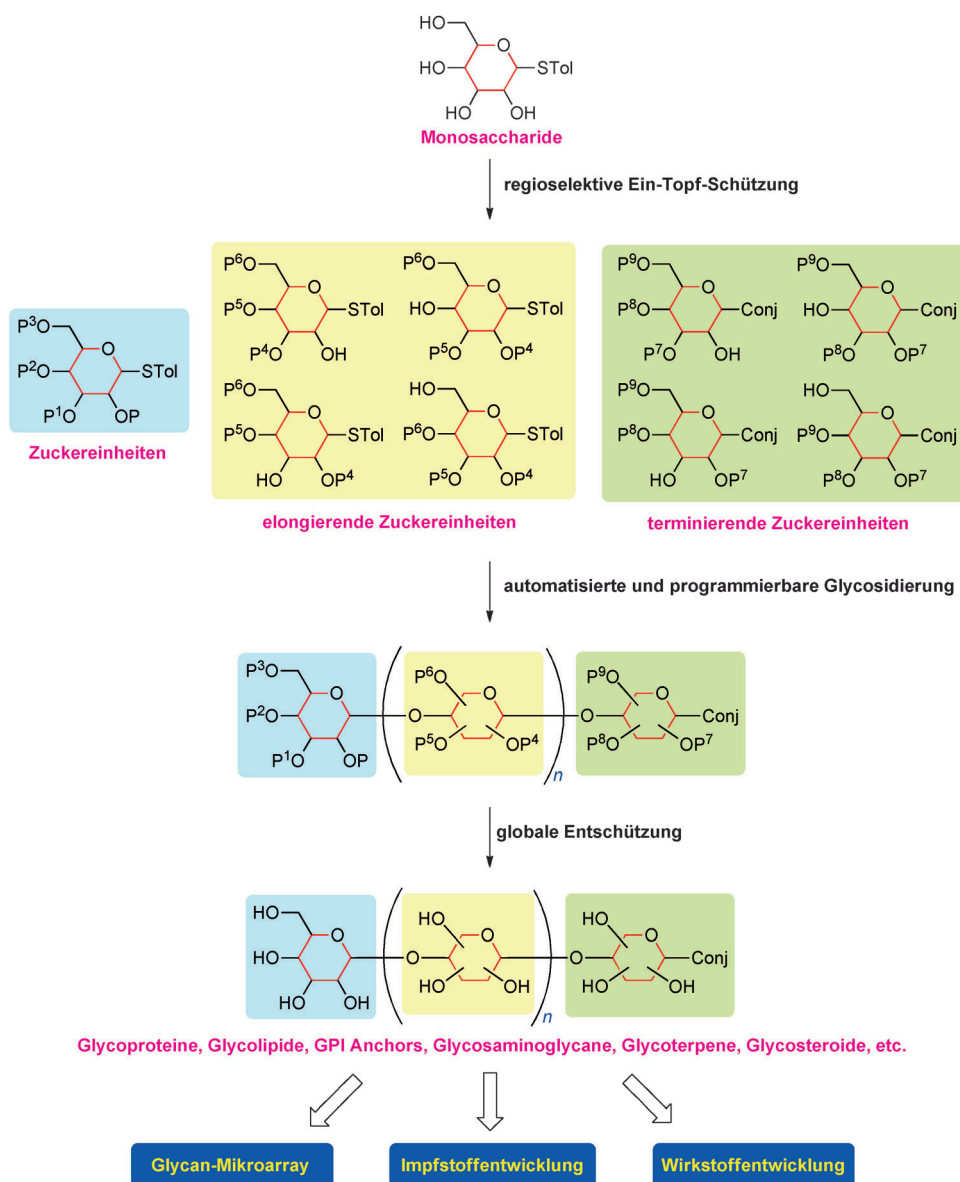 HO
O
HO
STol
HO
OH
Monosaccharide
regioselektive Ein-Topf-Schützung
P³O
O
P²O
STol
P¹O
OP
Zuckereinheiten
P⁶O
O
P⁵O
STol
P⁴O
OH
P⁶O
O
HO
STol
P⁵O
OP⁴
P⁶O
O
P⁵O
STol
HO
OP⁴
HO
O
P⁶O
STol
P⁵O
OP⁴
elongierende Zuckereinheiten
P⁹O
O
P⁸O
Conj
P⁷O
OH
P⁹O
O
HO
Conj
P⁸O
OP⁷
P⁹O
O
P⁸O
Conj
HO
OP⁷
HO
O
P⁹O
Conj
P⁸O
OP⁷
terminierende Zuckereinheiten
automatisierte und programmierbare Glycosidierung
P³O
O
P²O
P¹O
OP
O
P⁶O
O
P⁵O
OP⁴
n
O
P⁹O
O
Conj
P⁸O
OP⁷
globale Entschützung
HO
O
HO
HO
OH
O
HO
O
HO
OH
n
O
HO
O
Conj
HO
OH
Glycoproteine, Glycolipide, GPI Anchors, Glycosaminoglycane, Glycoterpene, Glycosteroide, etc.
Glycan-Mikroarray
Impfstoffentwicklung
Wirkstoffentwicklung